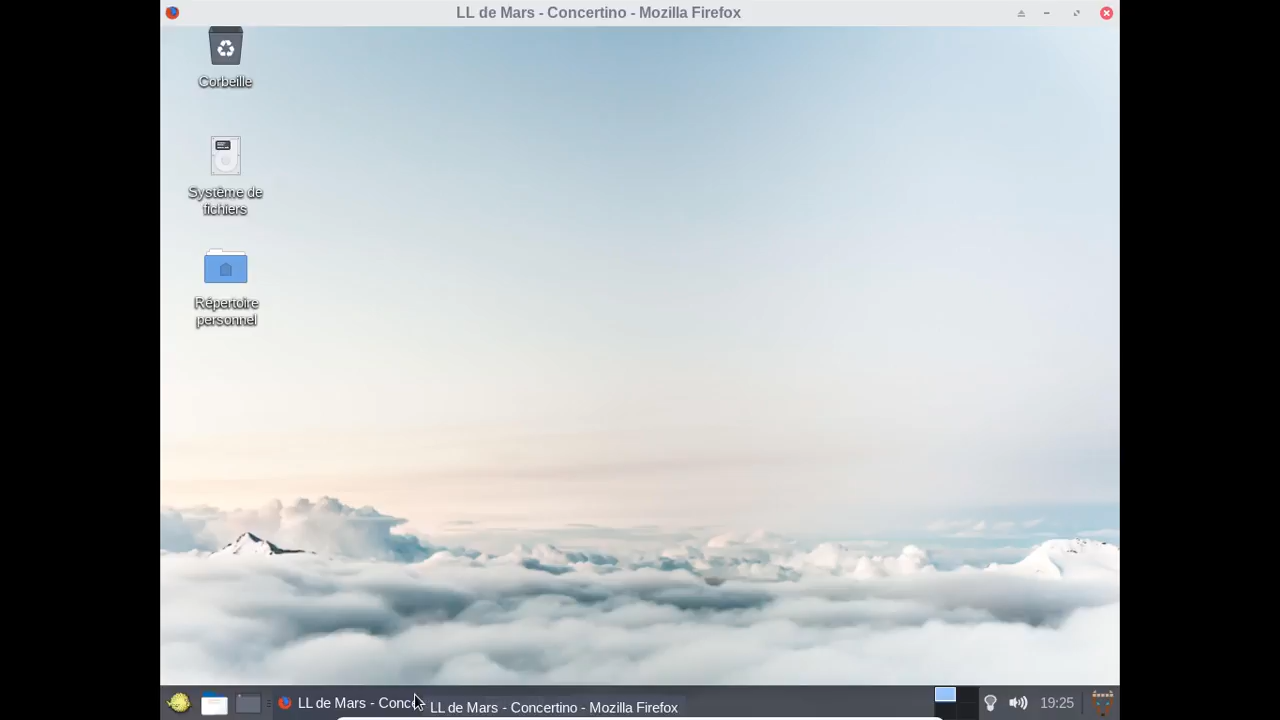 LL de Mars - Concertino - Mozilla Firefox
Corbeille
Système de
fichiers
Répertoire
personnel
LL de Mars - Conce
LL de Mars - Concertino - Mozilla Firefox
19:25